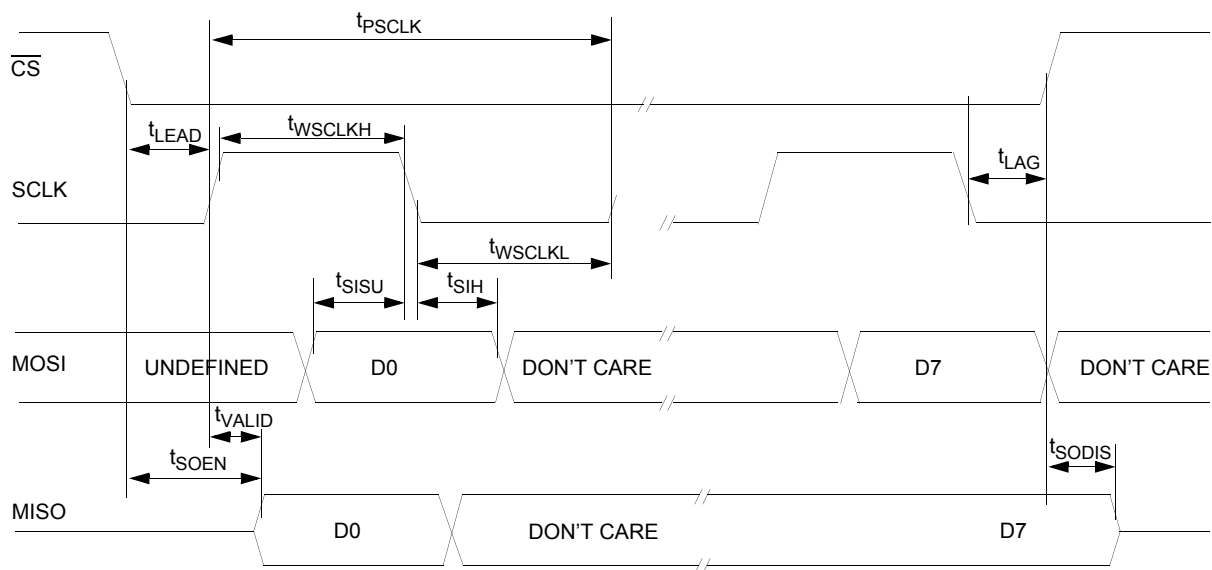 tPSCLK
CS
tLEAD
tWSCLKH
tLAG
SCLK
tWSCLKL
tSISU
tSIH
MOSI
UNDEFINED
D0
DON'T CARE
D7
DON'T CARE
tVALID
tSOEN
tSODIS
MISO
D0
DON'T CARE
D7